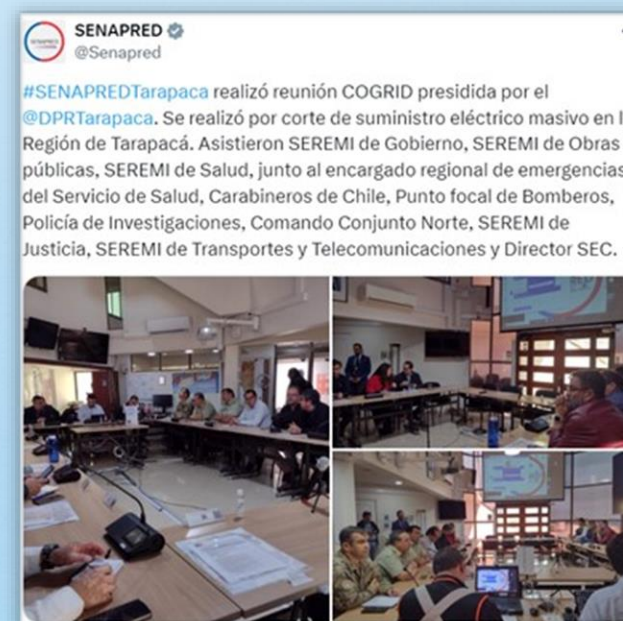 SENAPRED
@Senapred
#SENAPREDTarapaca realizó reunión COGRID presidida por el
@DPRTarapaca. Se realizó por corte de suministro eléctrico masivo en l
Región de Tarapacá. Asistieron SEREMI de Gobierno, SEREMI de Obras
públicas, SEREMI de Salud, junto al encargado regional de emergencias
del Servicio de Salud, Carabineros de Chile, Punto focal de Bomberos,
Policía de Investigaciones, Comando Conjunto Norte, SEREMI de
Justicia, SEREMI de Transportes y Telecomunicaciones y Director SEC.